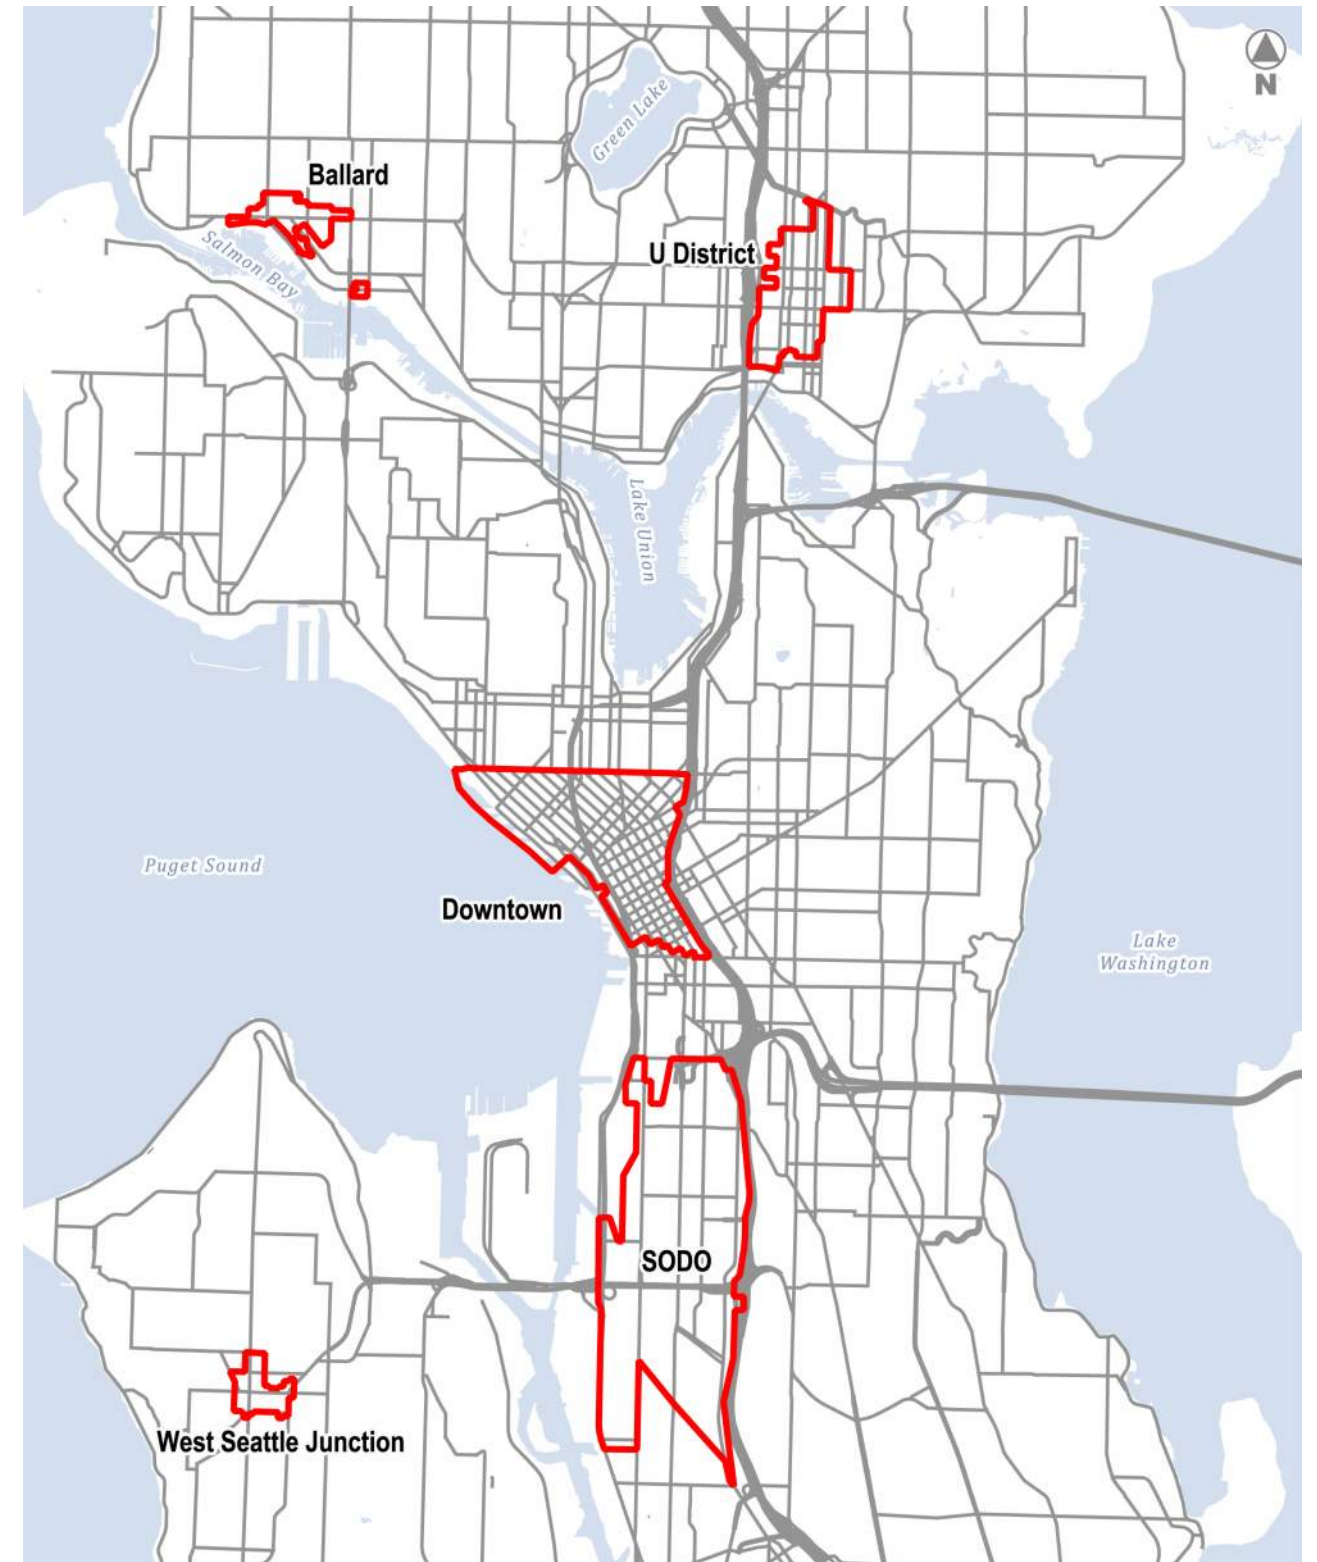 N
Green Lake
Ballard
Salmon Bay
U District
Lake Union
Puget Sound
Downtown
Lake
Washington
SODO
West Seattle Junction